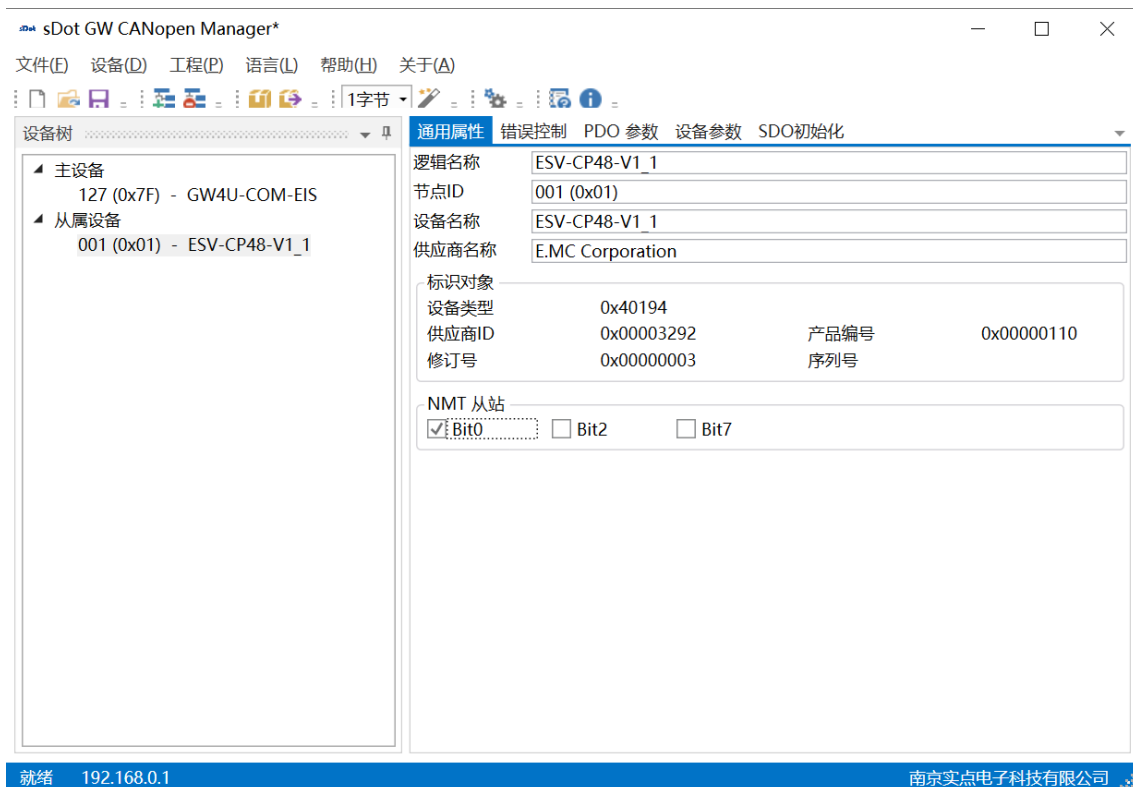 sDot sDot GW CANopen Manager*
文件(F) 设备(D) 工程(P) 语言(L) 帮助(H) 关于(A)
1字节
设备树
主设备
127 (0x7F) - GW4U-COM-EIS
从属设备
001 (0x01) - ESV-CP48-V1_1
通用属性 错误控制 PDO 参数 设备参数 SDO初始化
逻辑名称 ESV-CP48-V1_1
节点ID 001 (0x01)
设备名称 ESV-CP48-V1_1
供应商名称 E.MC Corporation
标识对象
设备类型 0x40194
供应商ID 0x00003292 产品编号 0x00000110
修订号 0x00000003 序列号
NMT 从站
Bit0 Bit2 Bit7
就绪 192.168.0.1 南京实点电子科技有限公司